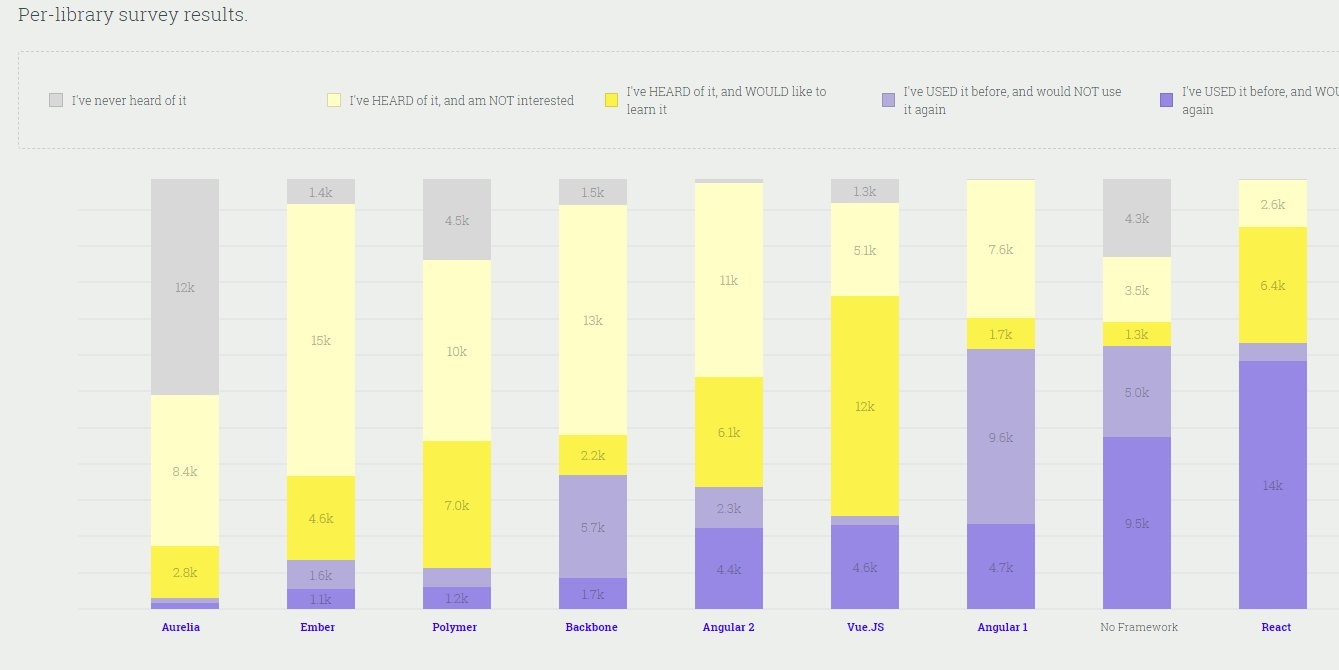 Per-library survey results.
I've never heard of it
I've HEARD of it, and am NOT interested
I've HEARD of it, and WOULD like to
learn it
I've USED it before, and would NOT use
it again
I've USED it before, and WOU
again
12k
8.4k
2.8k
1.4k
15k
4.6k
1.6k
1.1k
4.5k
10k
7.0k
1.2k
1.5k
13k
2.2k
5.7k
1.7k
11k
6.1k
2.3k
4.4k
1.3k
5.1k
12k
4.6k
7.6k
1.7k
9.6k
4.7k
4.3k
3.5k
1.3k
5.0k
9.5k
2.6k
6.4k
14k
Aurelia
Ember
Polymer
Backbone
Angular 2
Vue.JS
Angular 1
No Framework
React